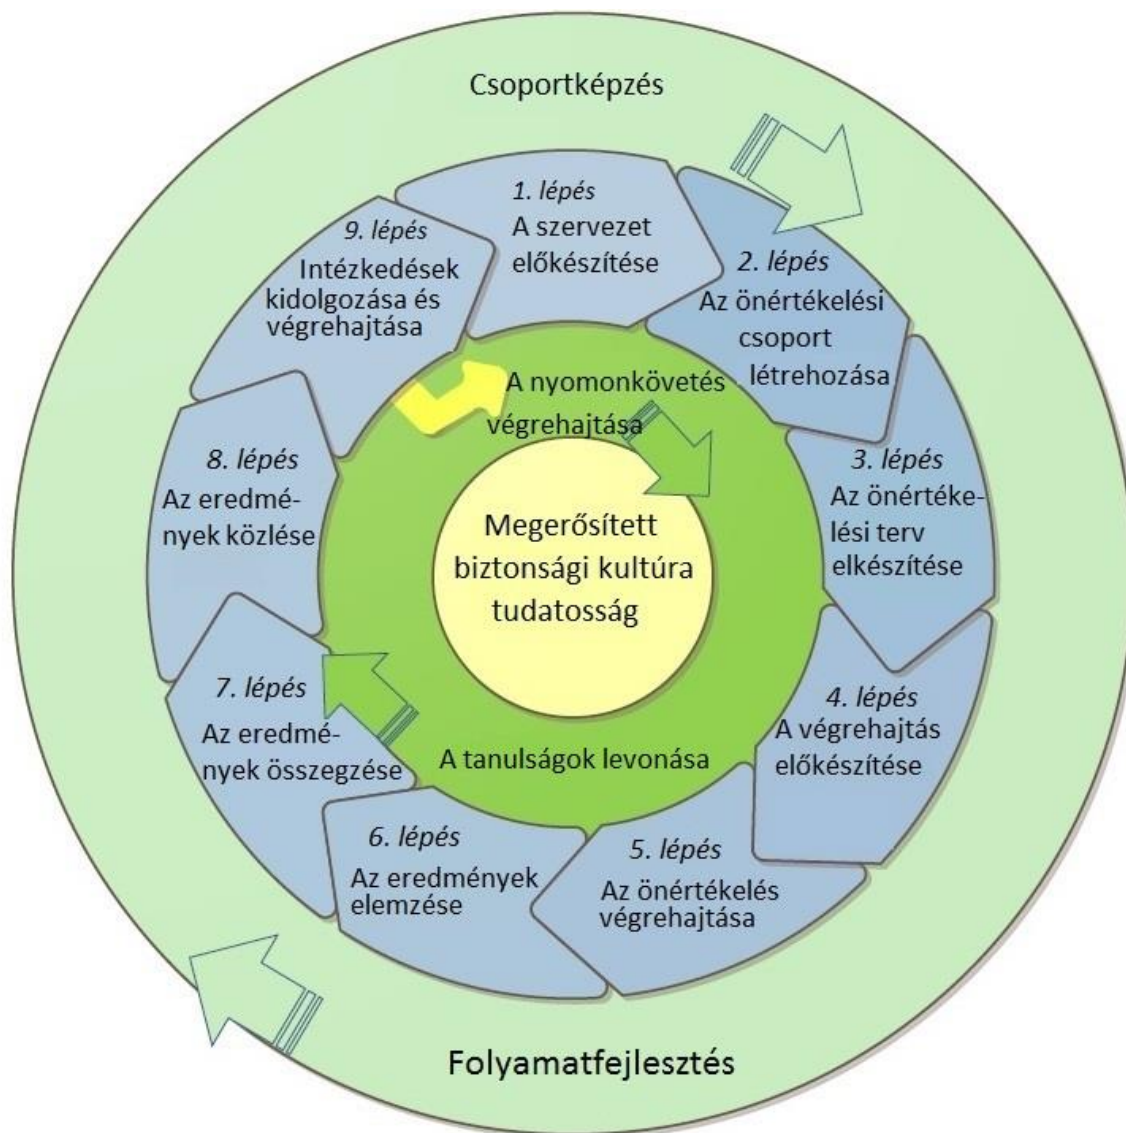 Csoportképzés
1. lépés
A szervezet
előkészítése
2. lépés
Az önértékelési
csoport
létrehozása
3. lépés
Az önértéke-
lési terv
elkészítése
4. lépés
A végrehajtás
előkészítése
5. lépés
Az önértékelés
végrehajtása
6. lépés
Az eredmények
elemzése
7. lépés
Az eredmé-
nyek összegzése
8. lépés
Az eredmé-
nyek közlése
9. lépés
Intézkedések
kidolgozása és
végrehajtása
A nyomonkövetés
végrehajtása
Megerősített
biztonsági kultúra
tudatosság
A tanulságok levonása
Folyamatfejlesztés